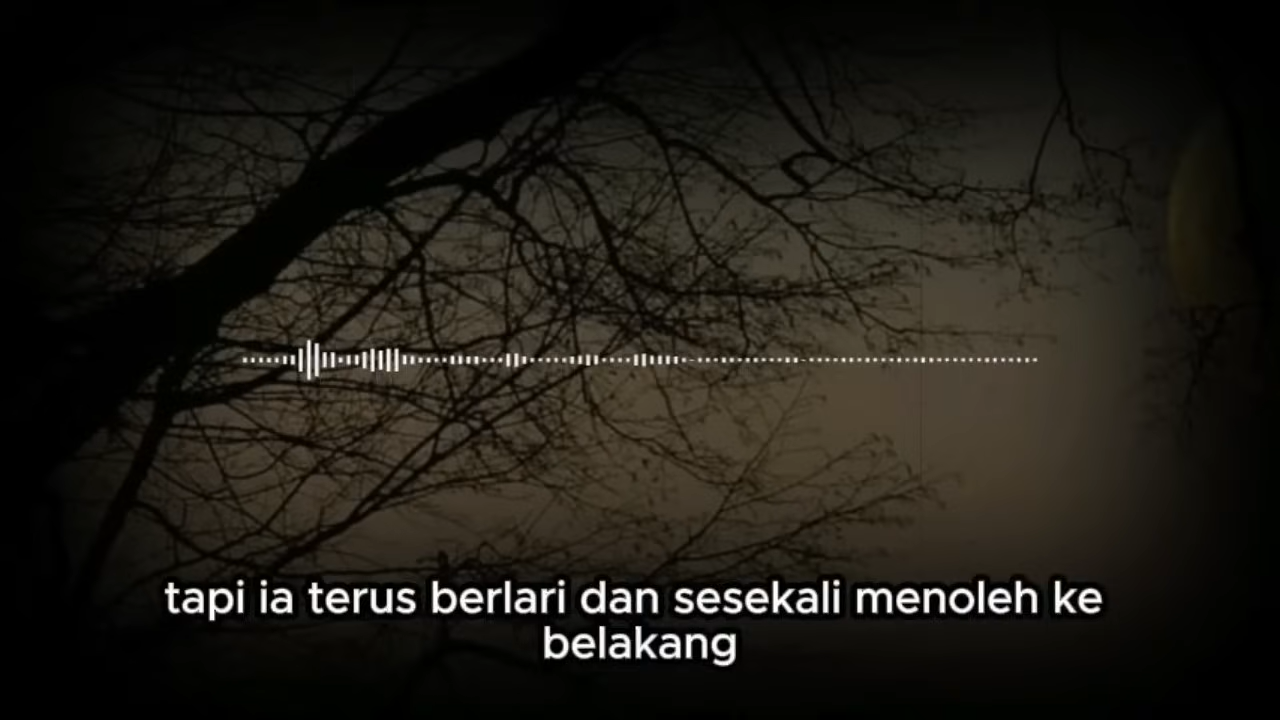 tapi ia terus berlari dan sesekali menoleh ke
belakang